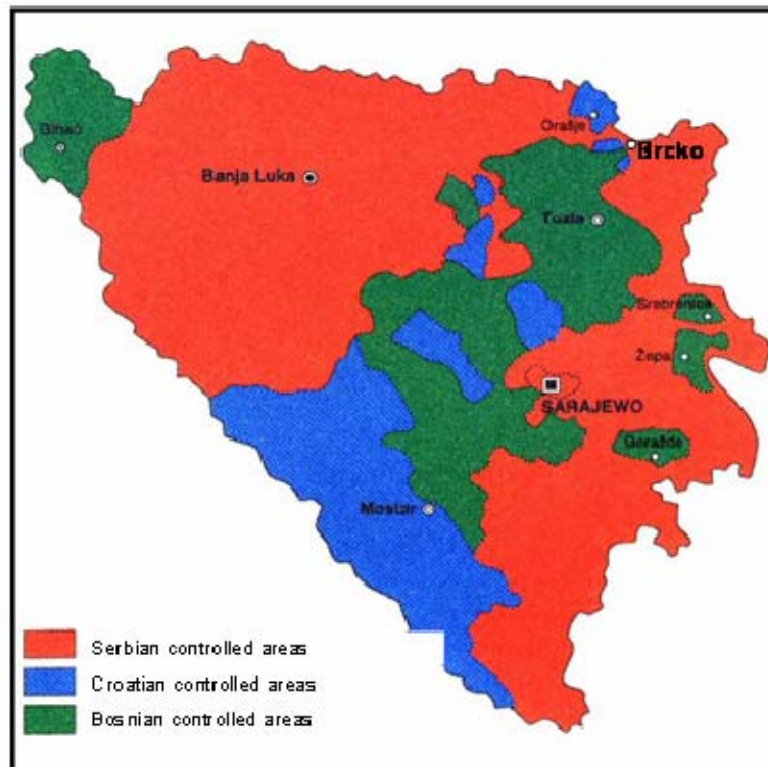 Bihać
Orašje
Brcko
Banja Luka
Tuzla
Srebrenica
Žepa
SARAJEWO
Goražde
Mostar
Serbian controlled areas
Croatian controlled areas
Bosnian controlled areas